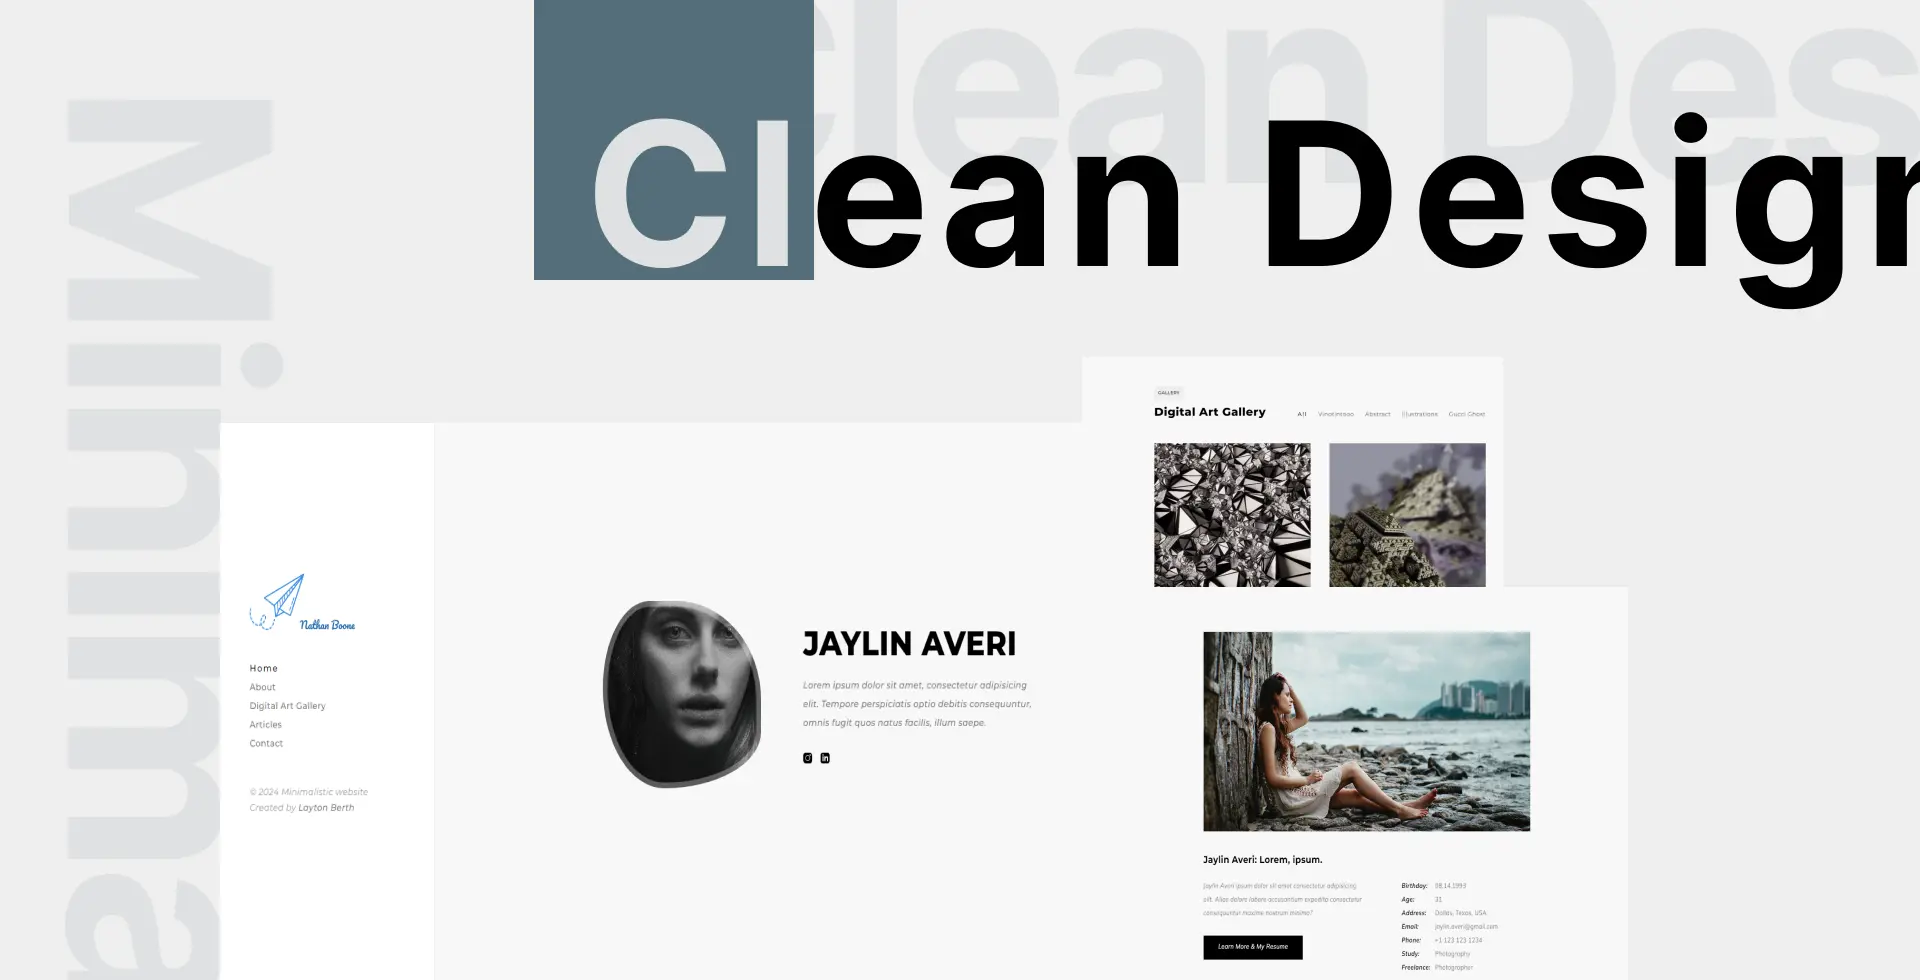 Clean Des
Clean Design
Minima
GALLERY
Digital Art Gallery
All Abstract Illustrations Gucci Ghost
Nathan Boone
Home
About
Digital Art Gallery
Articles
Contact
© 2024 Minimalistic website
Created by Layton Berth
JAYLIN AVERI
Lorem ipsum dolor sit amet, consectetur adipisicing
elit. Tempore perspiciatis optio debitis consequuntur,
omnis fugit quos natus facilis, illum saepe.
in
Jaylin Averi: Lorem, ipsum.
Jaylin Averi ipsum dolor sit amet consectetur adipisicing
elit. Alias dolore labore accusantium expedita consectetur
consequuntur maxime nostrum minima?
Learn More & My Resume
Birthday: 08.14.1993
Age: 31
Address: Dallas, Texas, USA
Email: jaylin.averi@gmail.com
Phone: +1 123 123 1234
Study: Photography
Freelance: Photographer